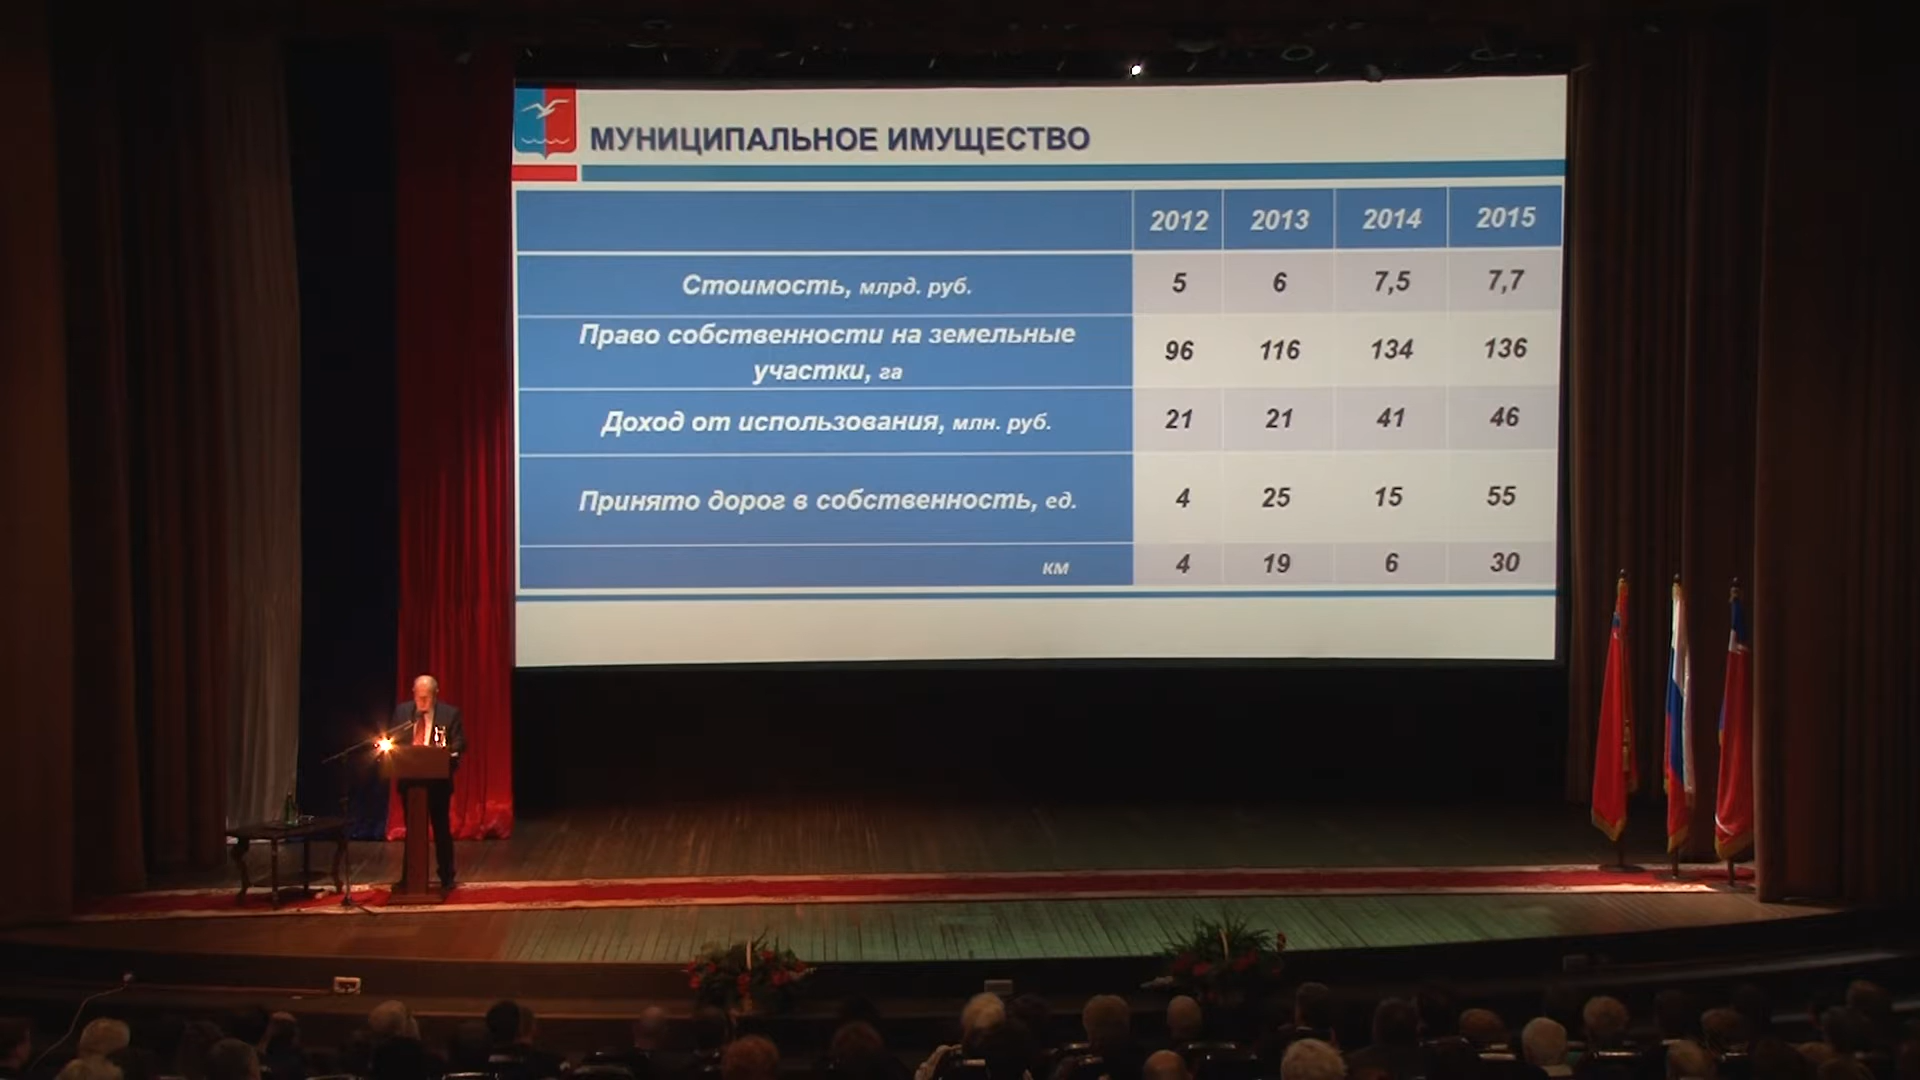 МУНИЦИПАЛЬНОЕ ИМУЩЕСТВО
2012 2013 2014 2015
Стоимость, млрд. руб. 5 6 7,5 7,7
Право собственности на земельные
участки, га 96 116 134 136
Доход от использования, млн. руб. 21 21 41 46
Принято дорог в собственность, ед. 4 25 15 55
км 4 19 6 30